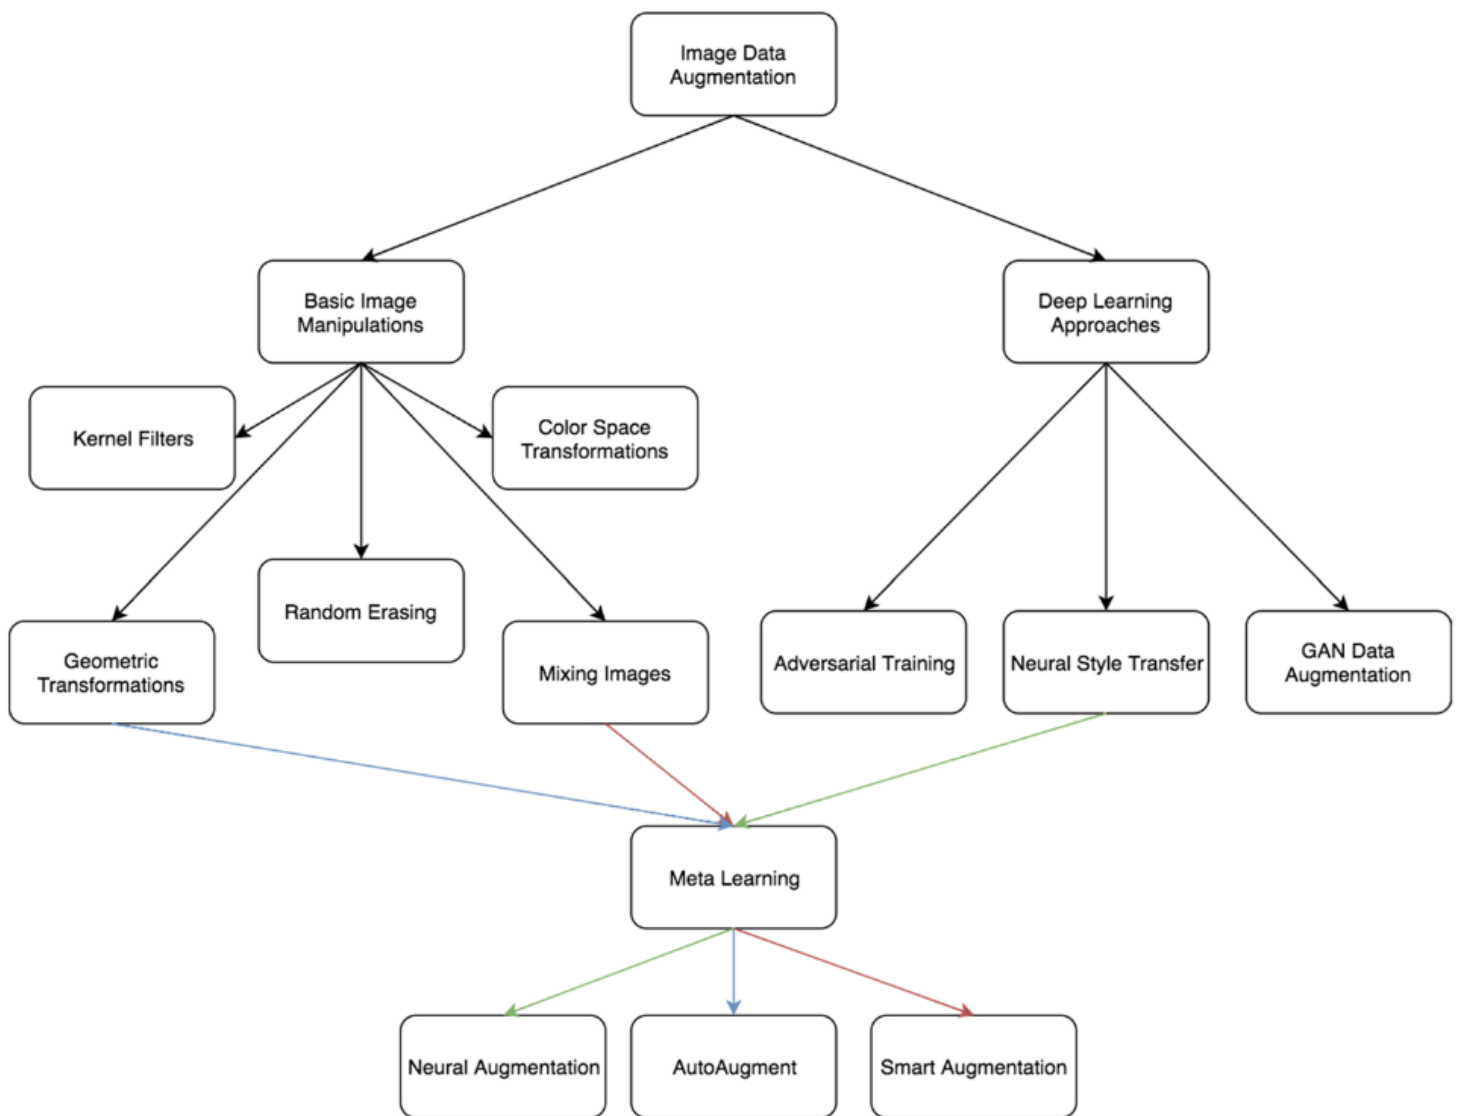 Image Data
Augmentation
Basic Image
Manipulations
Deep Learning
Approaches
Kernel Filters
Color Space
Transformations
Random Erasing
Geometric
Transformations
Mixing Images
Adversarial Training
Neural Style Transfer
GAN Data
Augmentation
Meta Learning
Neural Augmentation
AutoAugment
Smart Augmentation